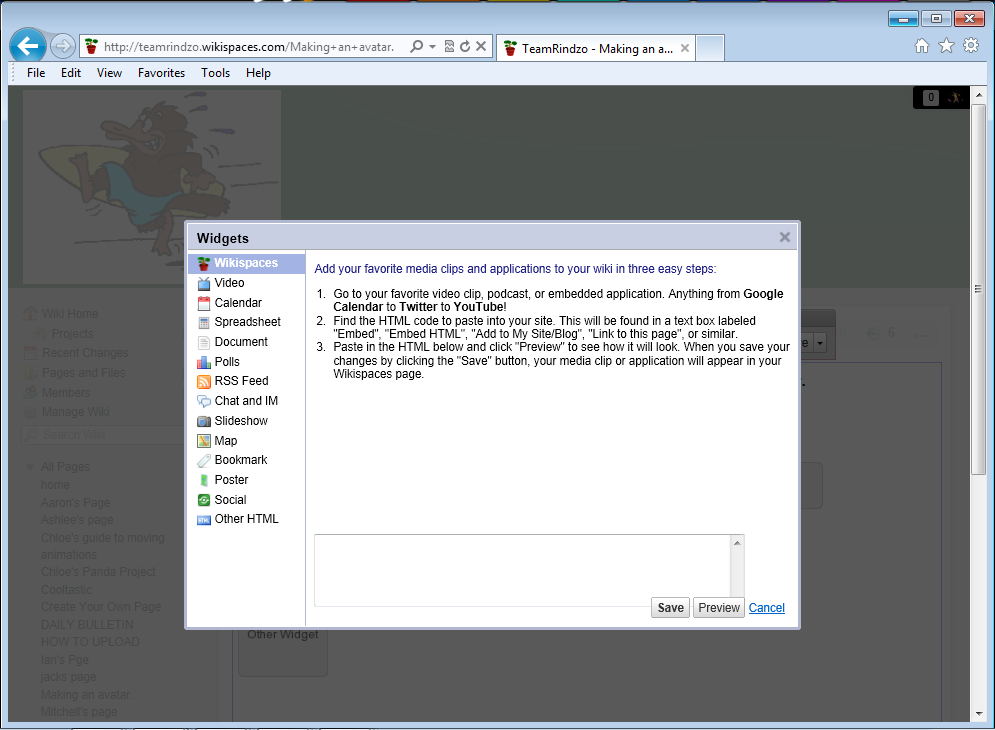 http://teamrindzo.wikispaces.com/Making+an+avatar.
TeamRindzo - Making an a...
File Edit View Favorites Tools Help
0
Wiki Home
Projects
Recent Changes
Pages and Files
Members
Manage Wiki
Search Wiki
All Pages
home
Aaron's Page
Ashlee's page
Chloe's guide to moving
animations
Chloe's Panda Project
Cooltastic
Create Your Own Page
DAILY BULLETIN
HOW TO UPLOAD
Ian's Pge
jacks page
Making an avatar
Mitchell's page
Widgets
Wikispaces
Video
Calendar
Spreadsheet
Document
Polls
RSS Feed
Chat and IM
Slideshow
Map
Bookmark
Poster
Social
Other HTML
Add your favorite media clips and applications to your wiki in three easy steps:
1. Go to your favorite video clip, podcast, or embedded application. Anything from Google
Calendar to Twitter to YouTube!
2. Find the HTML code to paste into your site. This will be found in a text box labeled
"Embed", "Embed HTML", "Add to My Site/Blog", "Link to this page", or similar.
3. Paste in the HTML below and click "Preview" to see how it will look. When you save your
changes by clicking the "Save" button, your media clip or application will appear in your
Wikispaces page.
Save Preview Cancel
Other Widget
6